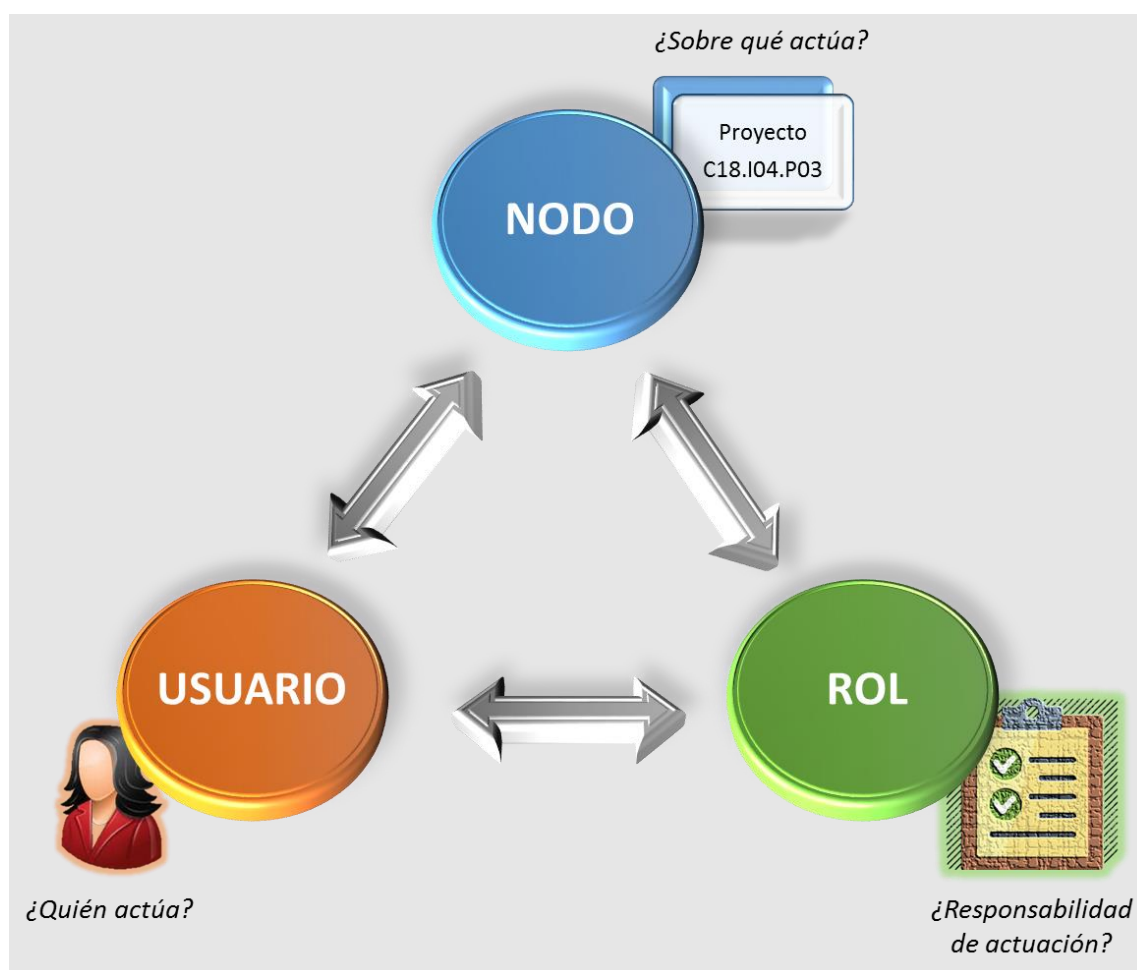 ¿Sobre qué actúa?
Proyecto
C18.I04.P03
NODO
USUARIO
ROL
¿Quién actúa?
¿Responsabilidad
de actuación?